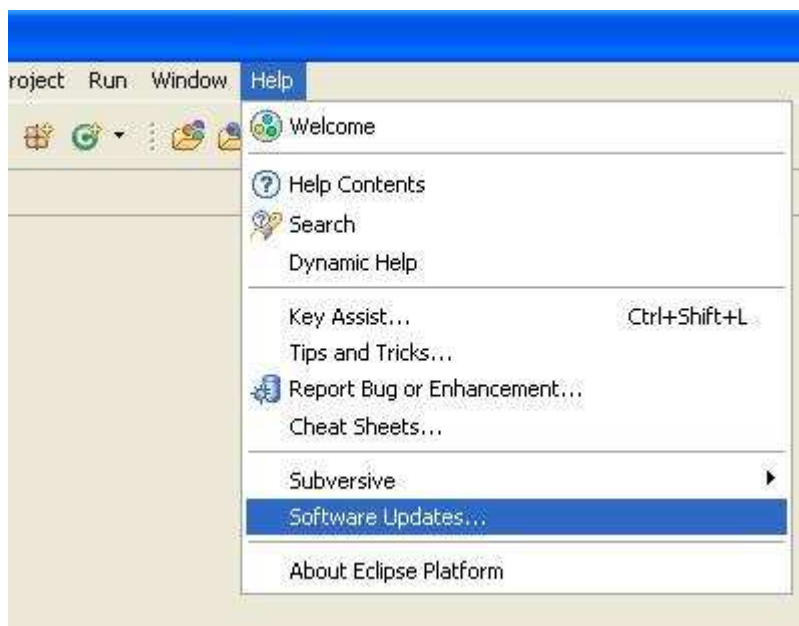 roject Run Window Help
Welcome
Help Contents
Search
Dynamic Help
Key Assist... Ctrl+Shift+L
Tips and Tricks...
Report Bug or Enhancement...
Cheat Sheets...
Subversive
Software Updates...
About Eclipse Platform